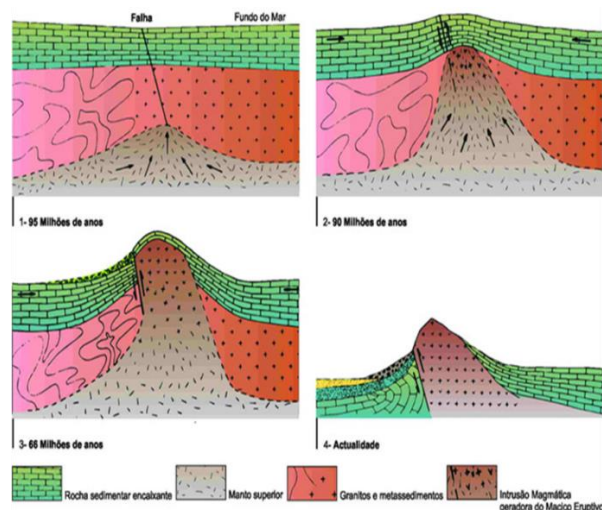 Falha
Fundo do Mar
1- 95 Milhões de anos
2- 90 Milhões de anos
3- 66 Milhões de anos
4- Actualidade
Rocha sedimentar encaixante
Manto superior
Granitos e metassedimentos
Intrusão Magmática
geradora do Maciço Eruptivo